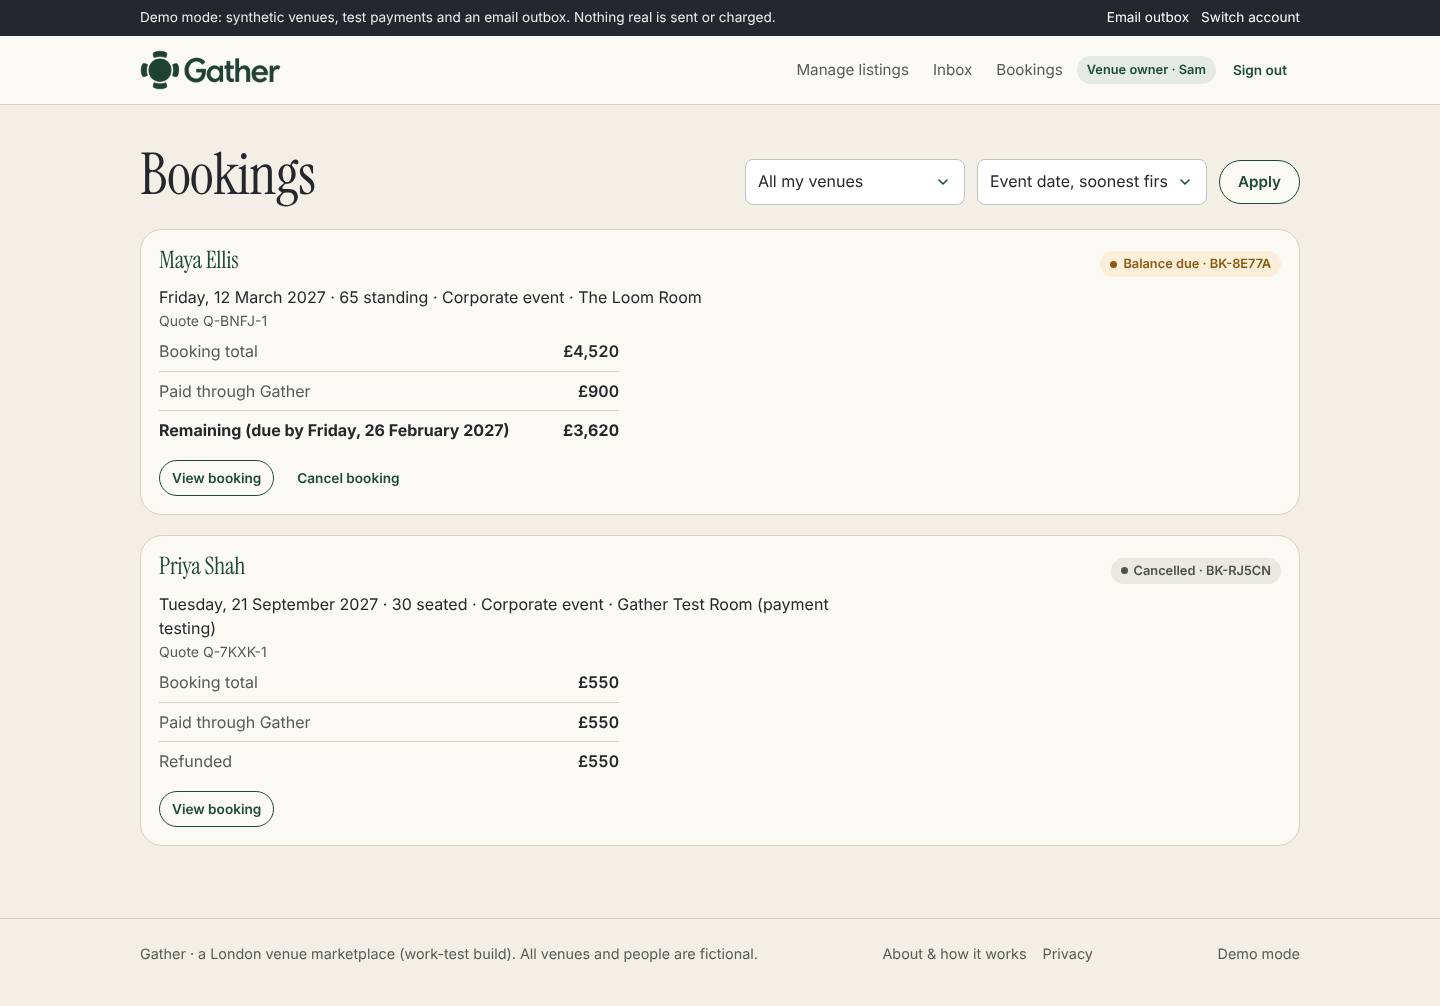 Demo mode: synthetic venues, test payments and an email outbox. Nothing real is sent or charged.
Email outbox Switch account
Gather
Manage listings Inbox Bookings Venue owner · Sam Sign out
Bookings
All my venues
Event date, soonest firs
Apply
Maya Ellis
Balance due · BK-8E77A
Friday, 12 March 2027 · 65 standing · Corporate event · The Loom Room
Quote Q-BNFJ-1
Booking total £4,520
Paid through Gather £900
Remaining (due by Friday, 26 February 2027) £3,620
View booking Cancel booking
Priya Shah
Cancelled · BK-RJ5CN
Tuesday, 21 September 2027 · 30 seated · Corporate event · Gather Test Room (payment
testing)
Quote Q-7KXK-1
Booking total £550
Paid through Gather £550
Refunded £550
View booking
Gather · a London venue marketplace (work-test build). All venues and people are fictional.
About & how it works Privacy
Demo mode